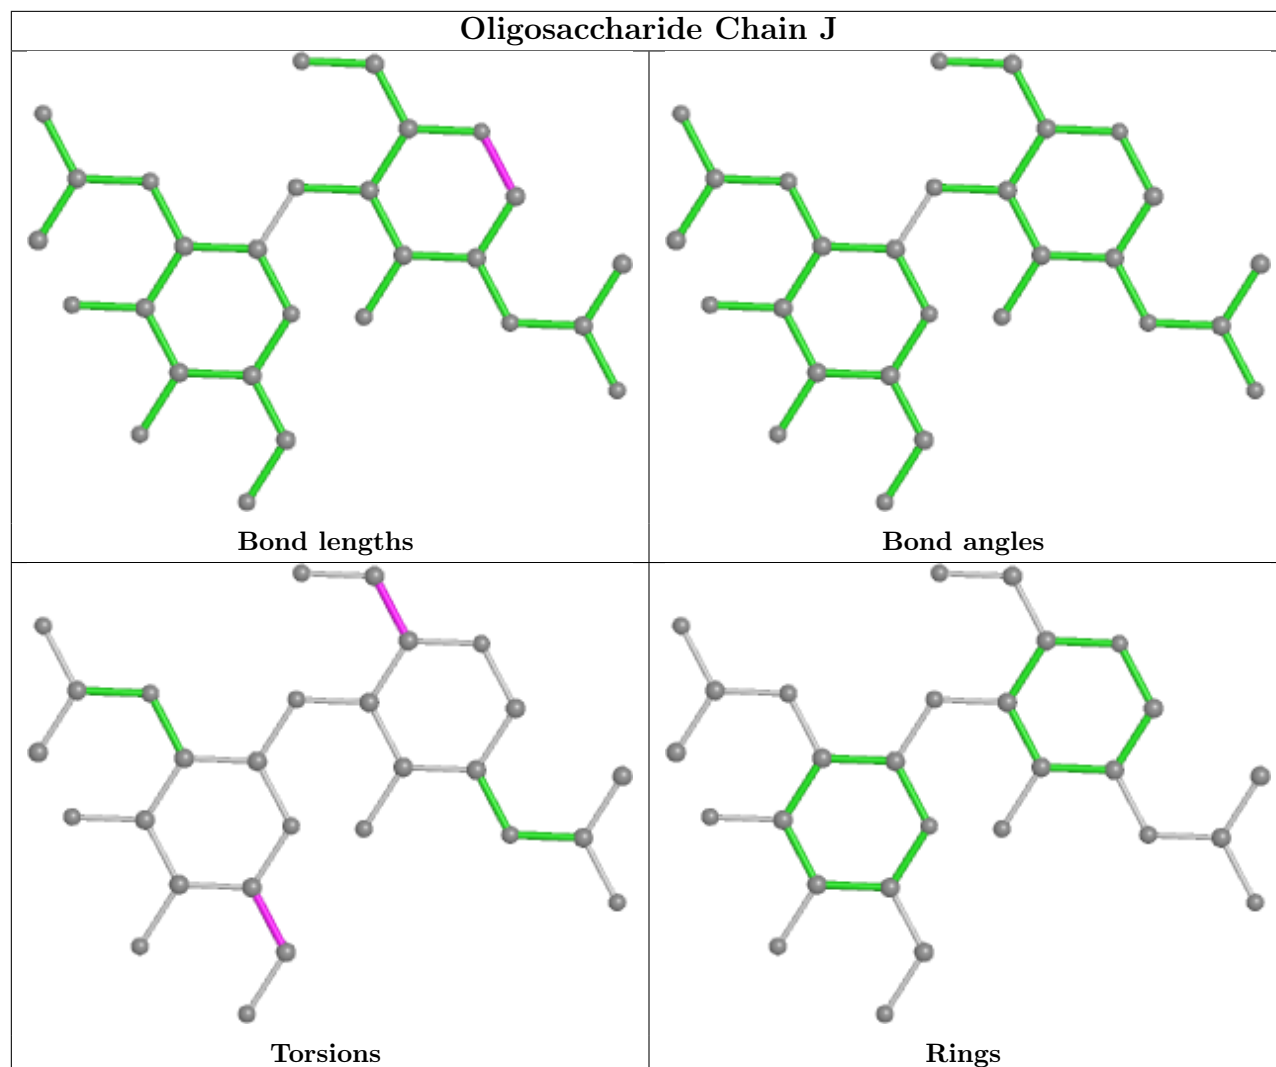 Oligosaccharide Chain J
Bond lengths
Bond angles
Torsions
Rings